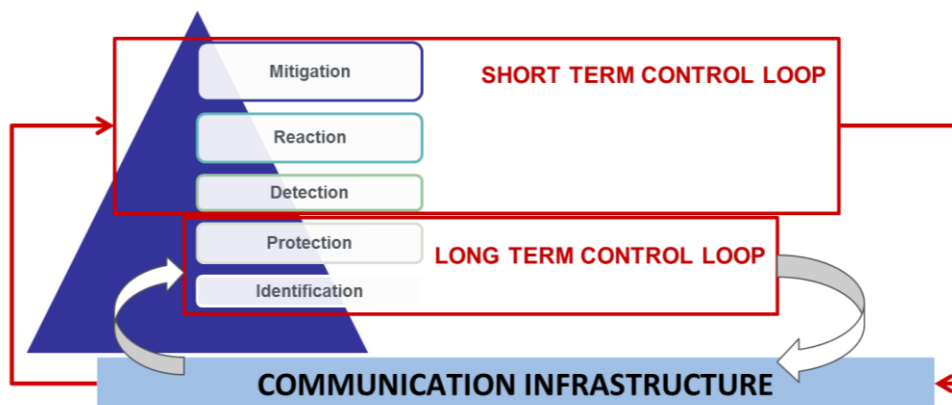 Mitigation
SHORT TERM CONTROL LOOP
Reaction
Detection
Protection
LONG TERM CONTROL LOOP
Identification
COMMUNICATION INFRASTRUCTURE